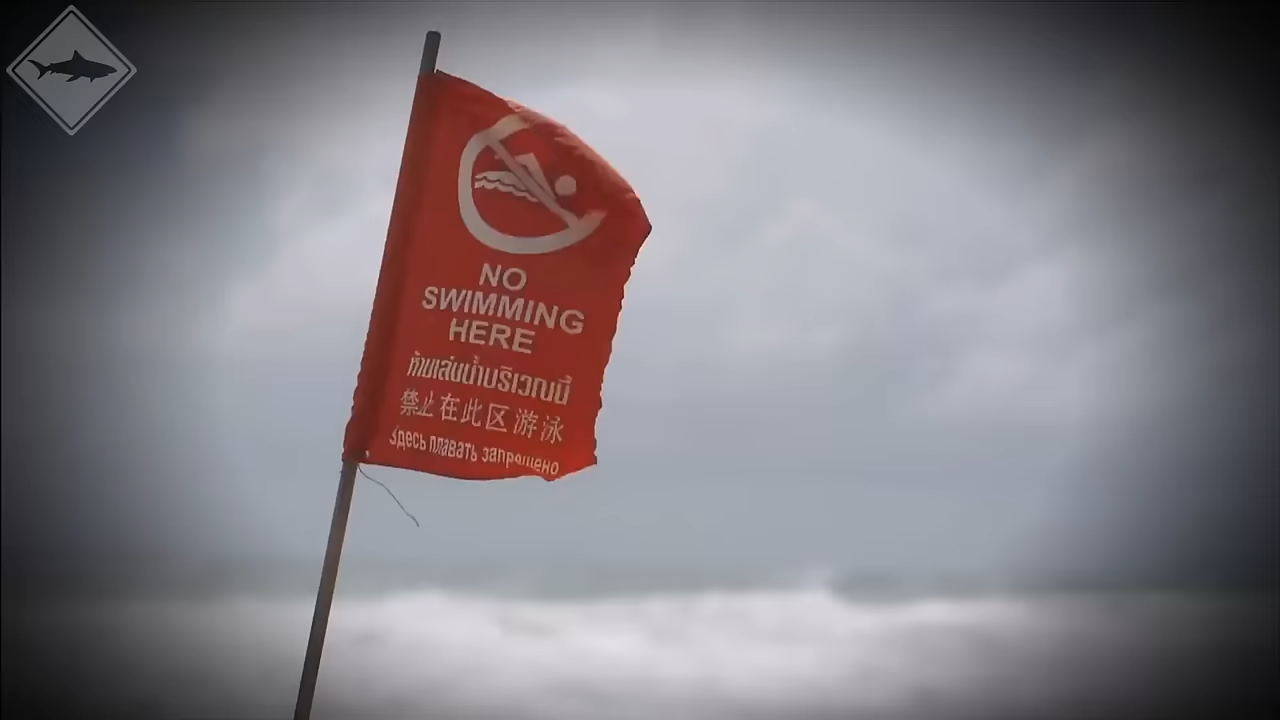 NO
SWIMMING
HERE
ห้ามเล่นน้ำบริเวณนี้
禁止在此区游泳
Здесь плавать запрещено